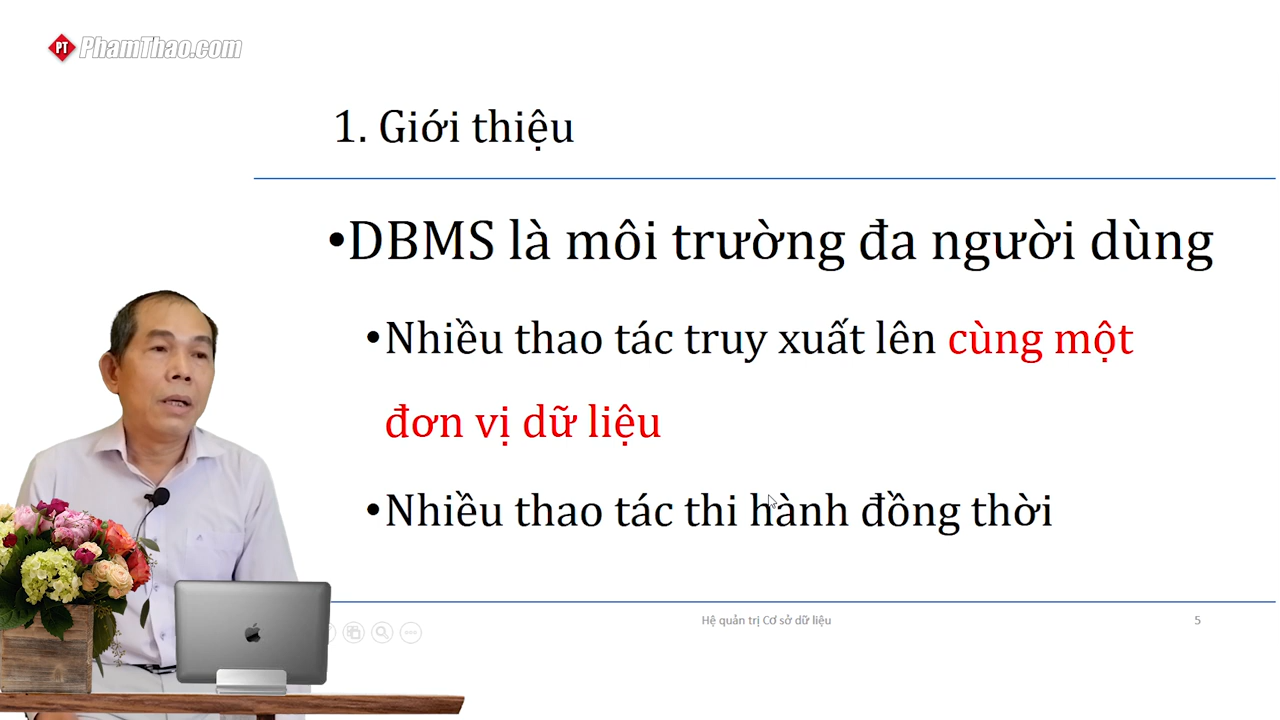 PT PhamThao.com
1. Giới thiệu
•DBMS là môi trường đa người dùng
•Nhiều thao tác truy xuất lên cùng một
đơn vị dữ liệu
•Nhiều thao tác thi hành đồng thời
Hệ quản trị Cơ sở dữ liệu 5